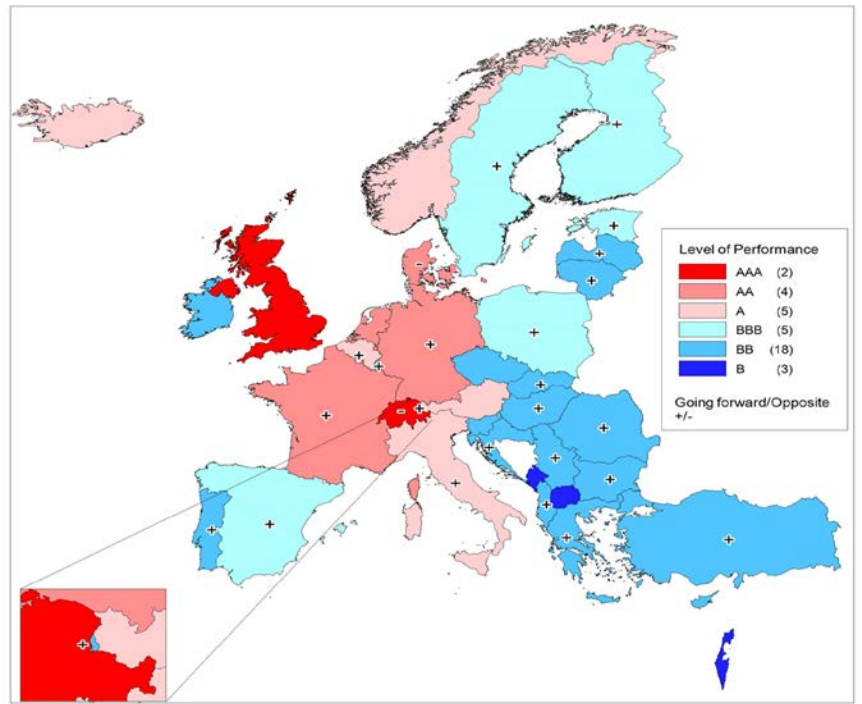 Level of Performance
AAA (2)
AA (4)
A (5)
BBB (5)
BB (18)
B (3)
Going forward/Opposite
+/-